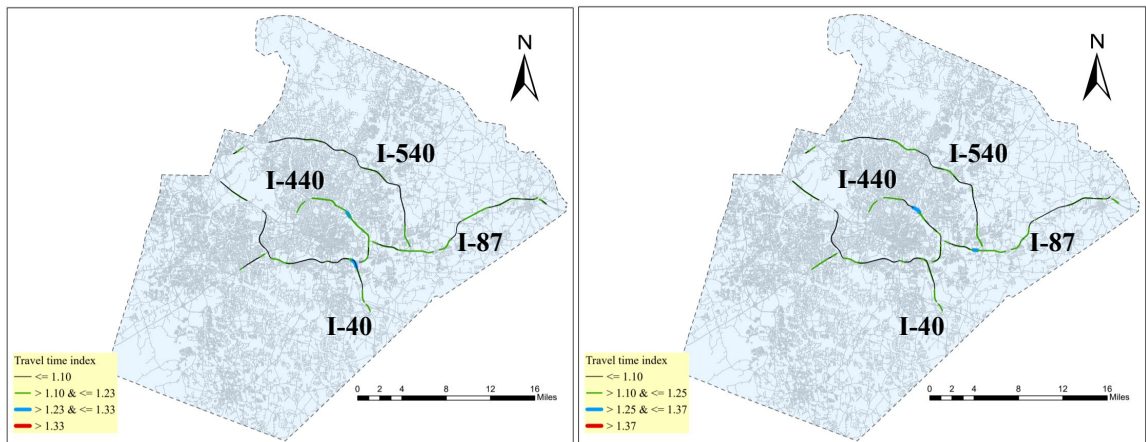 N
I-540
I-440
I-87
I-40
Travel time index
<= 1.10
> 1.10 & <= 1.23
> 1.23 & <= 1.33
> 1.33
0 2 4 8 12 16
Miles
N
I-540
I-440
I-87
I-40
Travel time index
<= 1.10
> 1.10 & <= 1.25
> 1.25 & <= 1.37
> 1.37
0 2 4 8 12 16
Miles